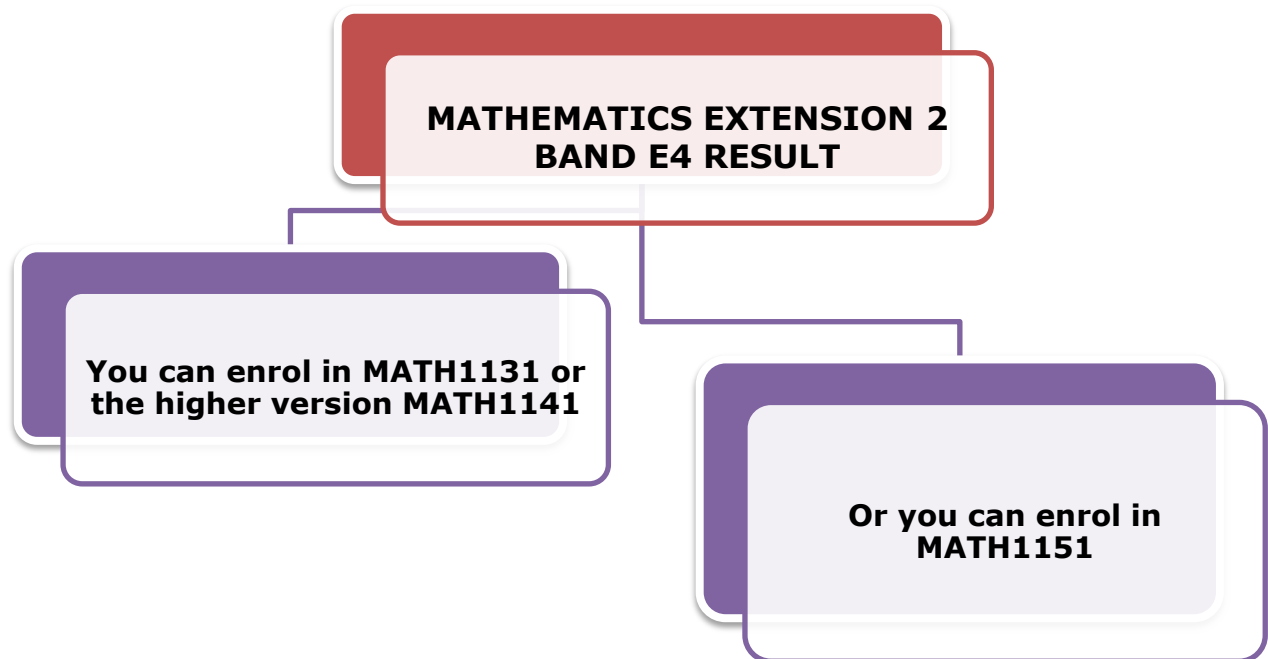 MATHEMATICS EXTENSION 2
BAND E4 RESULT
You can enrol in MATH1131 or
the higher version MATH1141
Or you can enrol in
MATH1151